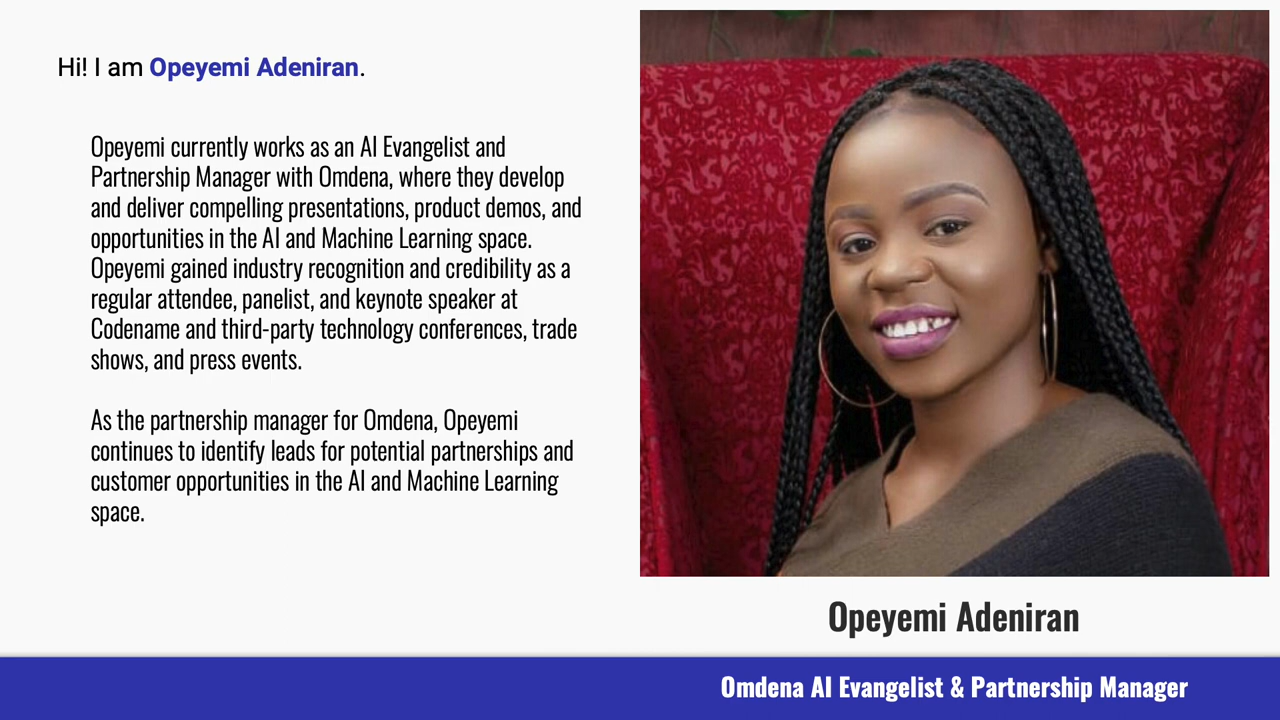 Hi! I am Opeyemi Adeniran.
Opeyemi currently works as an AI Evangelist and
Partnership Manager with Omdena, where they develop
and deliver compelling presentations, product demos, and
opportunities in the AI and Machine Learning space.
Opeyemi gained industry recognition and credibility as a
regular attendee, panelist, and keynote speaker at
Codename and third-party technology conferences, trade
shows, and press events.
As the partnership manager for Omdena, Opeyemi
continues to identify leads for potential partnerships and
customer opportunities in the AI and Machine Learning
space.
Opeyemi Adeniran
Omdena AI Evangelist & Partnership Manager